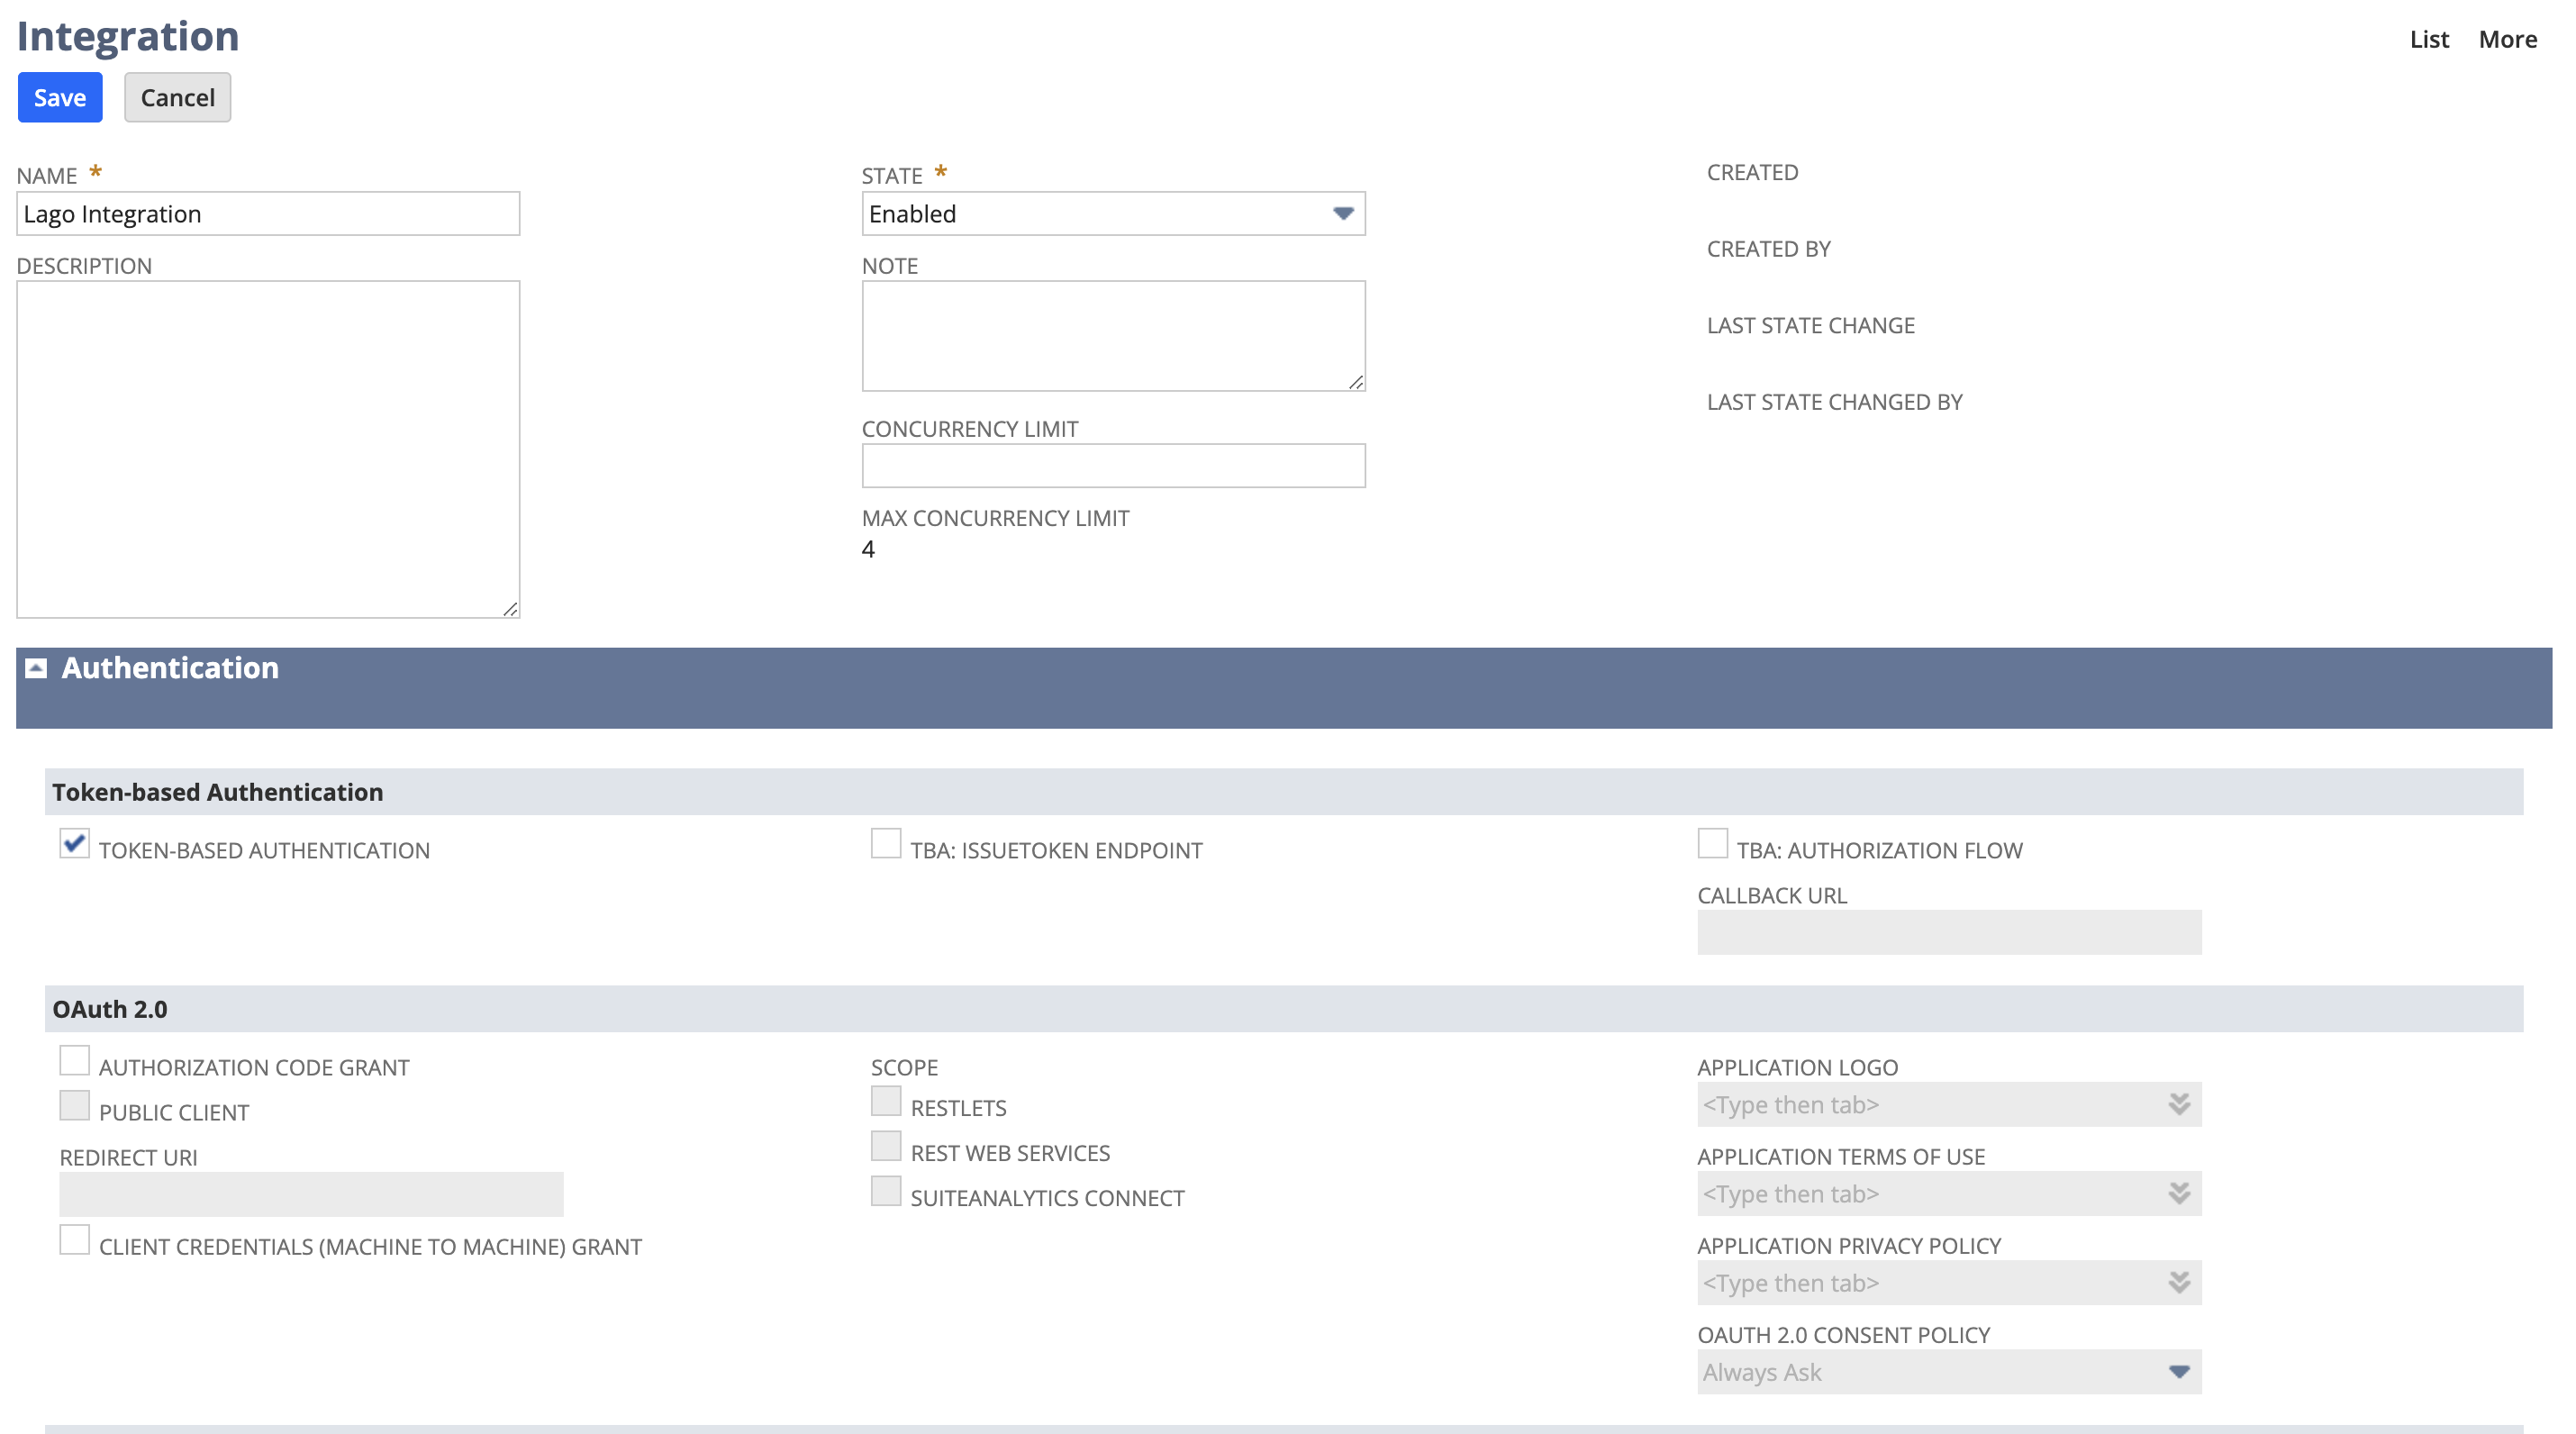 Integration
List More
Save Cancel
NAME *
Lago Integration
DESCRIPTION
STATE *
Enabled
NOTE
CONCURRENCY LIMIT
MAX CONCURRENCY LIMIT
4
CREATED
CREATED BY
LAST STATE CHANGE
LAST STATE CHANGED BY
Authentication
Token-based Authentication
TOKEN-BASED AUTHENTICATION
TBA: ISSUETOKEN ENDPOINT
TBA: AUTHORIZATION FLOW
CALLBACK URL
OAuth 2.0
AUTHORIZATION CODE GRANT
PUBLIC CLIENT
REDIRECT URI
CLIENT CREDENTIALS (MACHINE TO MACHINE) GRANT
SCOPE
RESTLETS
REST WEB SERVICES
SUITEANALYTICS CONNECT
APPLICATION LOGO
<Type then tab>
APPLICATION TERMS OF USE
<Type then tab>
APPLICATION PRIVACY POLICY
<Type then tab>
OAUTH 2.0 CONSENT POLICY
Always Ask